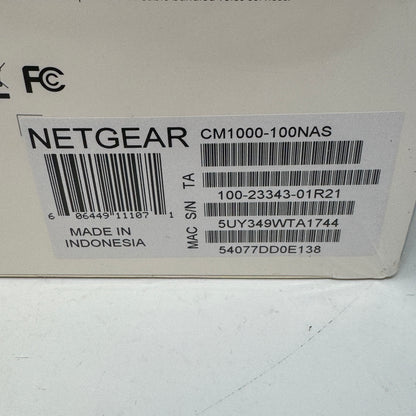 FC
NETGEAR CM1000-100NAS
TA 100-23343-01R21
6 06449 11107 1
S/N 5UY349WTA1744
MADE IN
INDONESIA
MAC 54077DD0E138